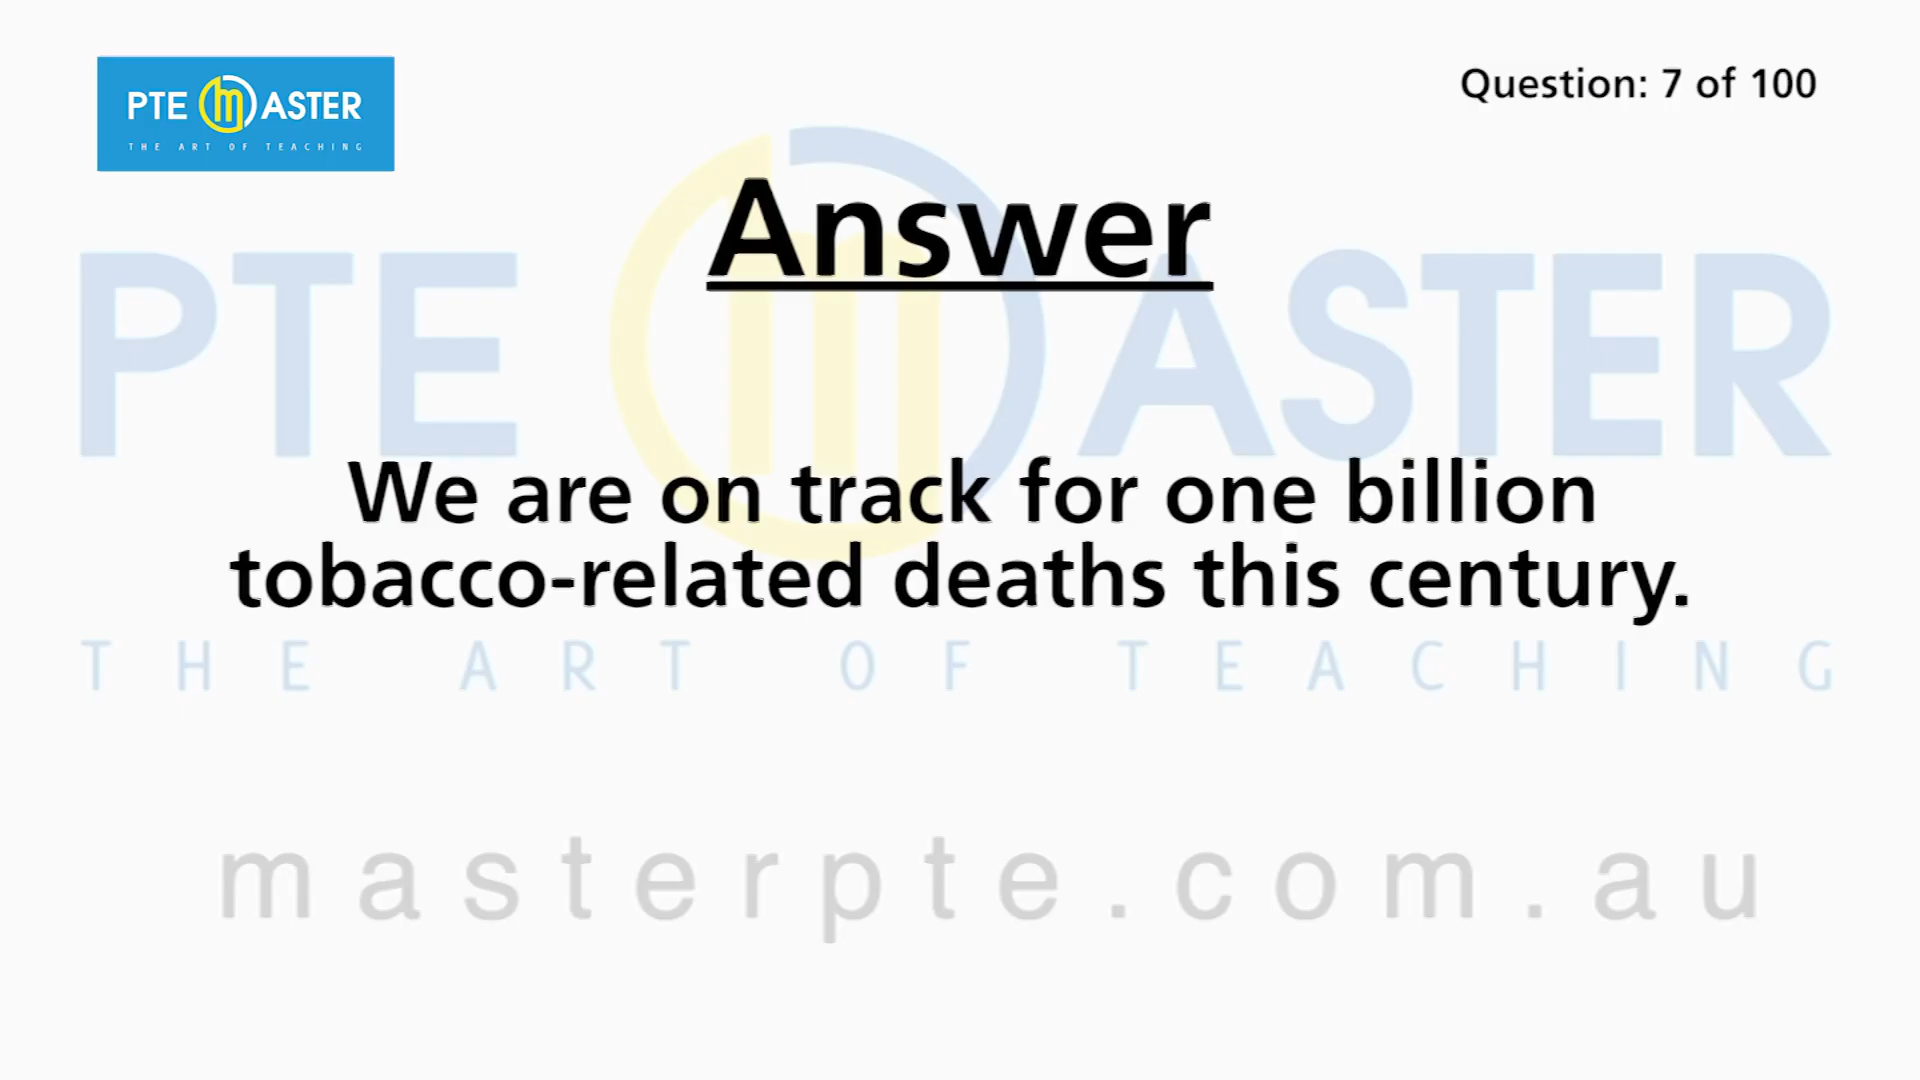 PTE MASTER
THE ART OF TEACHING
Question: 7 of 100
Answer
PTE MASTER
We are on track for one billion
tobacco-related deaths this century.
THE ART OF TEACHING
masterpte.com.au